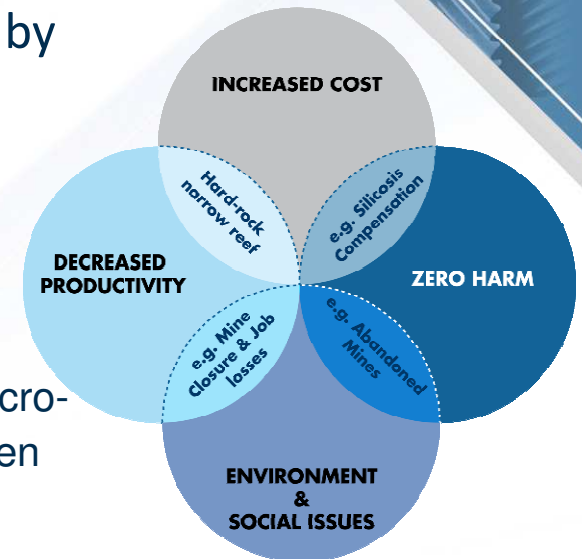 by
INCREASED COST
Hard-rock
narrow reef
e.g. Silicosis
Compensation
DECREASED
PRODUCTIVITY
ZERO HARM
e.g. Mine
Closure & Job
losses
e.g. Abandoned
Mines
cro-
en
ENVIRONMENT
&
SOCIAL ISSUES